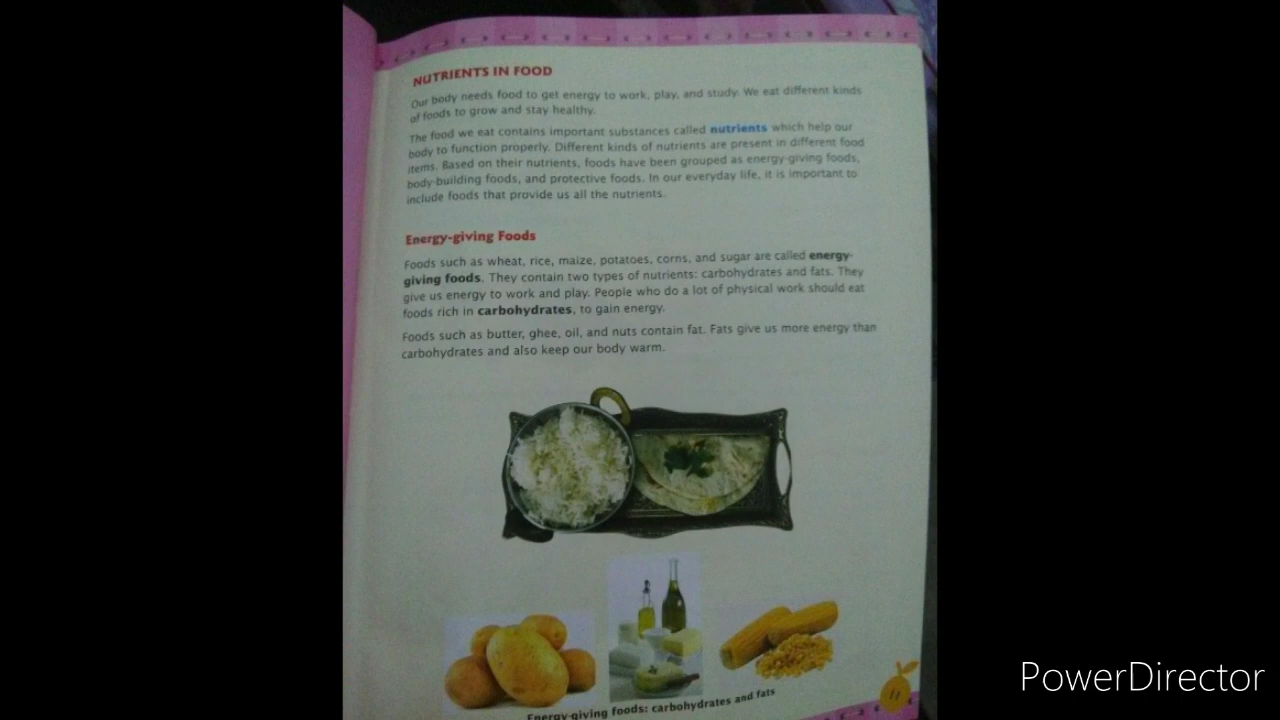 NUTRIENTS IN FOOD
Our body needs food to get energy to work, play, and study. We eat different kinds
of foods to grow and stay healthy.
The food we eat contains important substances called nutrients which help our
body to function properly. Different kinds of nutrients are present in different food
items. Based on their nutrients, foods have been grouped as energy-giving foods,
body-building foods, and protective foods. In our everyday life, it is important to
include foods that provide us all the nutrients.
Energy-giving Foods
Foods such as wheat, rice, maize, potatoes, corns, and sugar are called energy-
giving foods. They contain two types of nutrients: carbohydrates and fats. They
give us energy to work and play. People who do a lot of physical work should eat
foods rich in carbohydrates, to gain energy.
Foods such as butter, ghee, oil, and nuts contain fat. Fats give us more energy than
carbohydrates and also keep our body warm.
Energy-giving foods: carbohydrates and fats
11
PowerDirector